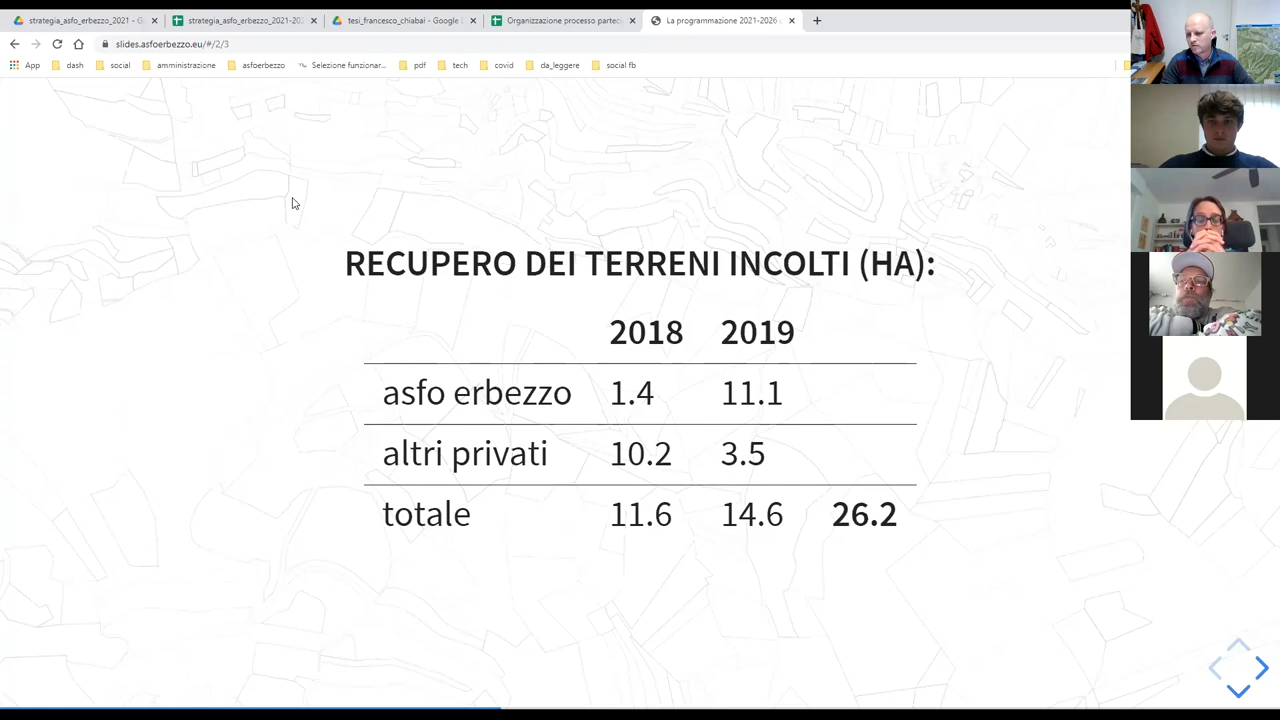 strategia_asfo_erbezzo_2021 - G
strategia_asfo_erbezzo_2021-202
tesi_francesco_chiabai - Google D
Organizzazione processo parteci
La programmazione 2021-2026 d
slides.asfoerbezzo.eu/#/2/3
App
dash
social
amministrazione
asfoerbezzo
Selezione funzionar...
pdf
tech
covid
da_leggere
social fb
RECUPERO DEI TERRENI INCOLTI (HA):
2018 2019
asfo erbezzo 1.4 11.1
altri privati 10.2 3.5
totale 11.6 14.6 26.2